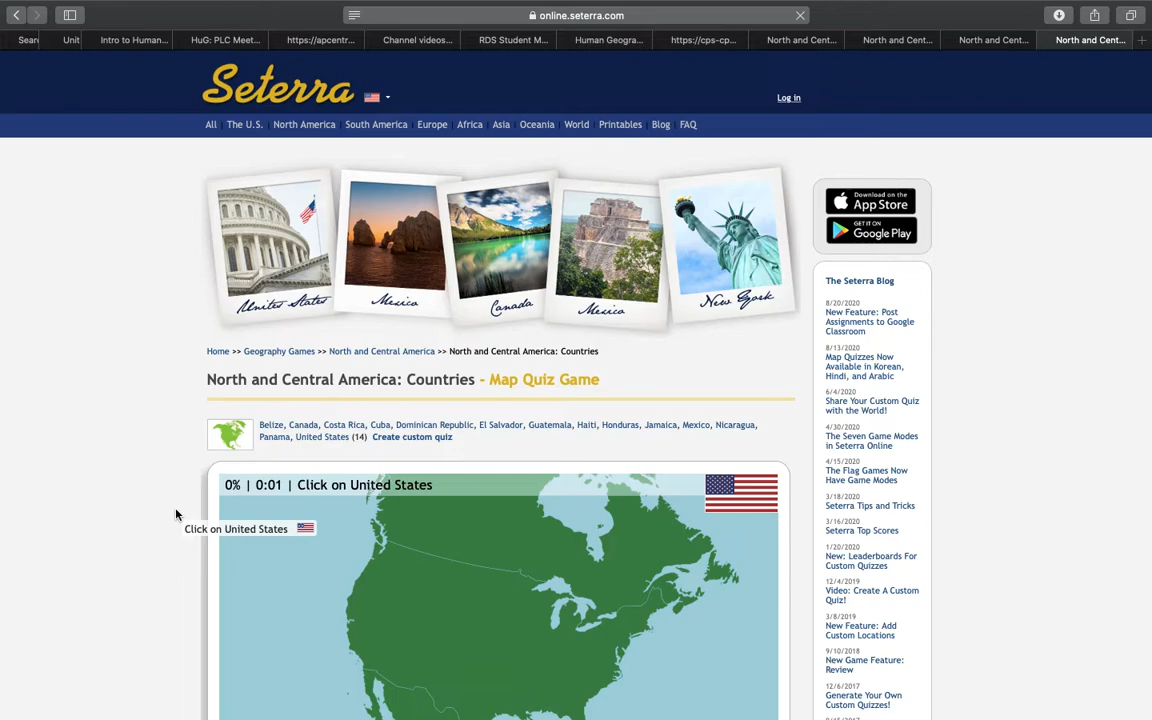 online.seterra.com
Sear Unit Intro to Human... HuG: PLC Meet... https://apcentr... Channel videos... RDS Student M... Human Geogra... https://cps-cp... North and Cent... North and Cent... North and Cent... North and Cent...
Seterra
Log in
All The U.S. North America South America Europe Africa Asia Oceania World Printables Blog FAQ
United States
Mexico
Canada
Mexico
New York
Download on the
App Store
GET IT ON
Google Play
Home >> Geography Games >> North and Central America >> North and Central America: Countries
North and Central America: Countries - Map Quiz Game
Belize, Canada, Costa Rica, Cuba, Dominican Republic, El Salvador, Guatemala, Haiti, Honduras, Jamaica, Mexico, Nicaragua,
Panama, United States (14) Create custom quiz
0% | 0:01 | Click on United States
Click on United States
The Seterra Blog
8/20/2020
New Feature: Post
Assignments to Google
Classroom
8/13/2020
Map Quizzes Now
Available in Korean,
Hindi, and Arabic
6/4/2020
Share Your Custom Quiz
with the World!
4/30/2020
The Seven Game Modes
in Seterra Online
4/15/2020
The Flag Games Now
Have Game Modes
3/18/2020
Seterra Tips and Tricks
3/16/2020
Seterra Top Scores
1/20/2020
New: Leaderboards For
Custom Quizzes
12/4/2019
Video: Create A Custom
Quiz!
3/8/2019
New Feature: Add
Custom Locations
9/10/2018
New Game Feature:
Review
12/6/2017
Generate Your Own
Custom Quizzes!